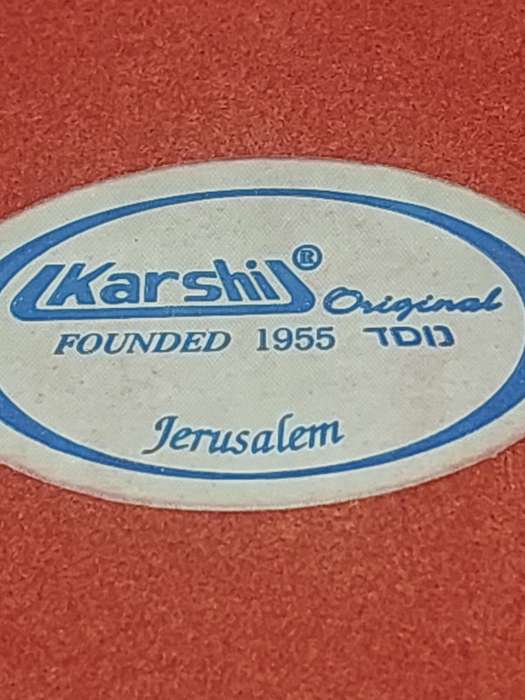 Karshi® Original
FOUNDED 1955 נוסד
Jerusalem